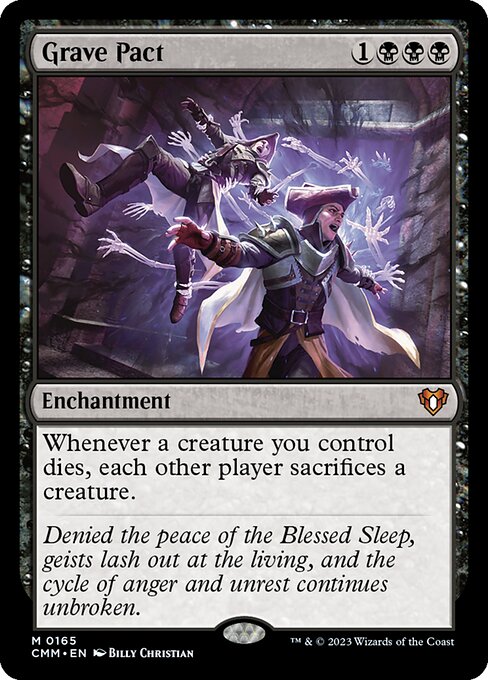 Grave Pact 1
Enchantment
Whenever a creature you control
dies, each other player sacrifices a
creature.
Denied the peace of the Blessed Sleep,
geists lash out at the living, and the
cycle of anger and unrest continues
unbroken.
M 0165
CMM • EN Billy Christian
™ & © 2023 Wizards of the Coast